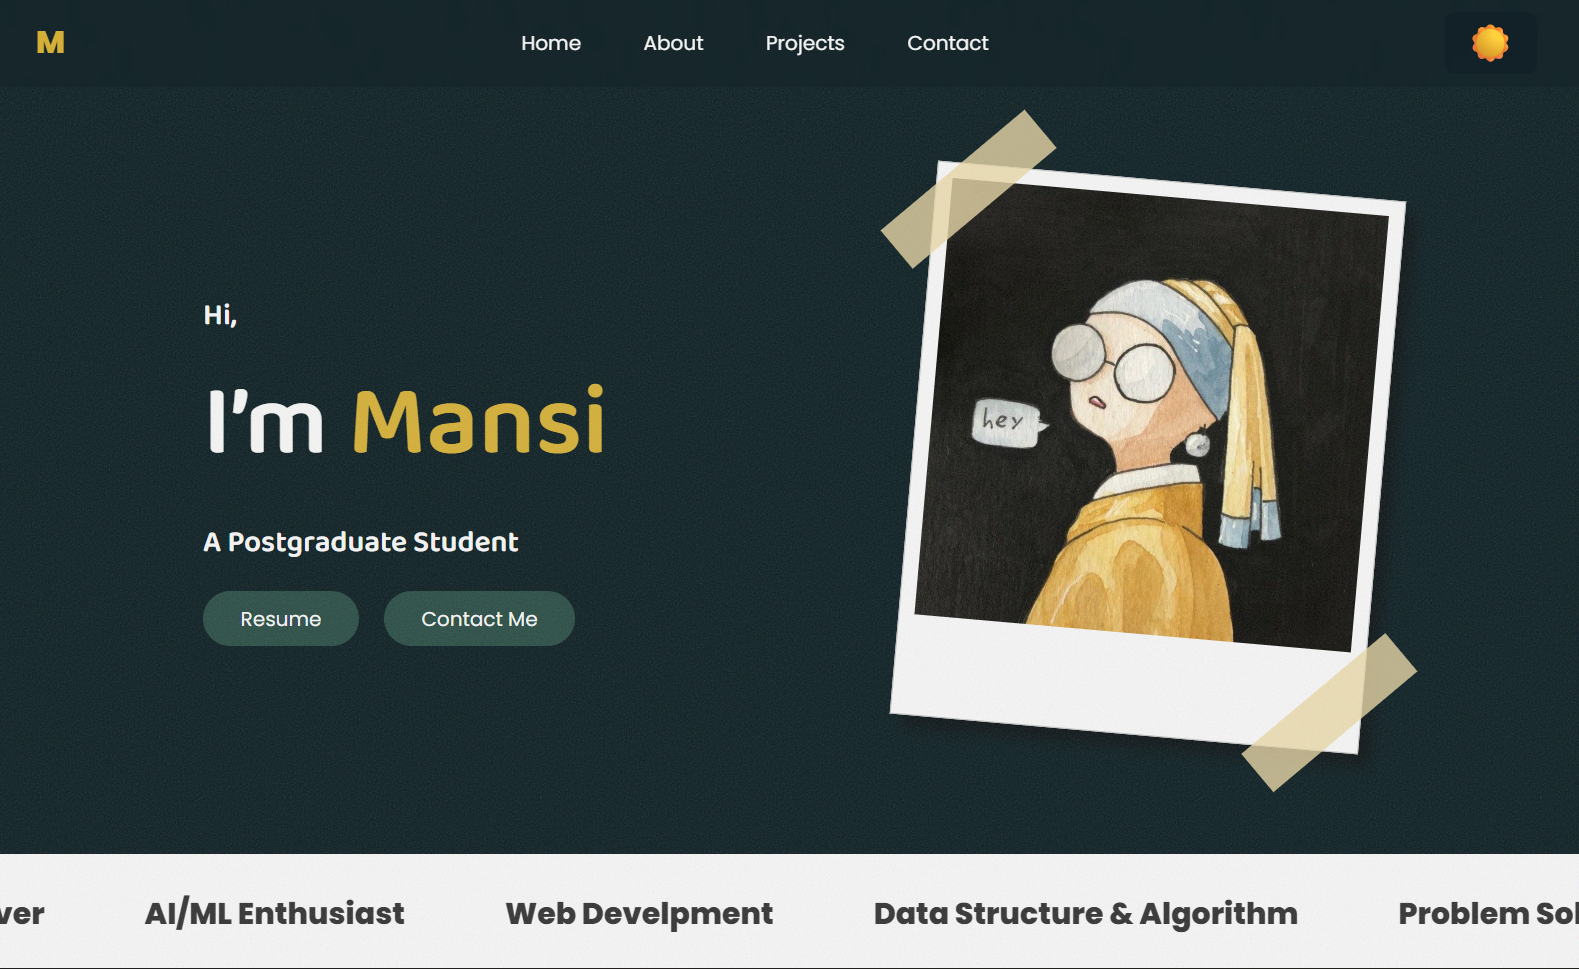 M
Home About Projects Contact
Hi,
I'm Mansi
hey
A Postgraduate Student
Resume Contact Me
ver AI/ML Enthusiast Web Develpment Data Structure & Algorithm Problem Sol